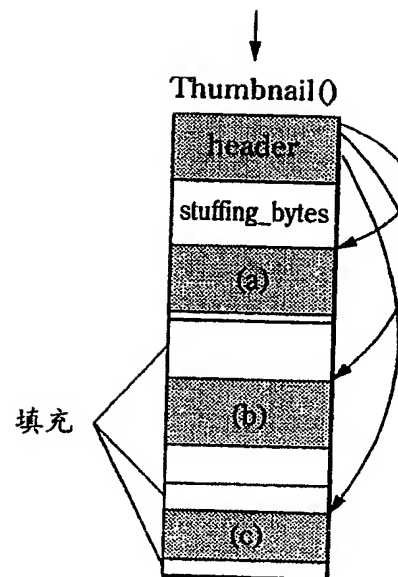 Thumbnail()
header
stuffing_bytes
(a)
(b)
填充
(c)